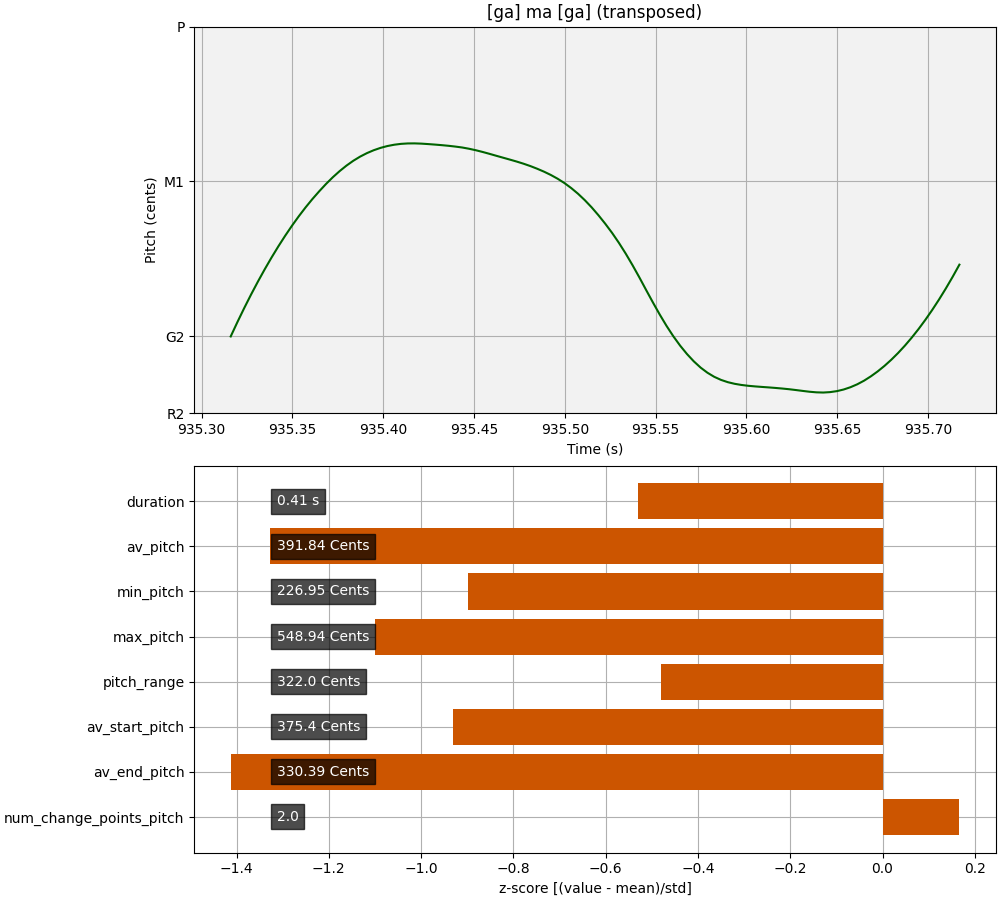 [ga] ma [ga] (transposed)
P
M1
G2
R2
Pitch (cents)
935.30 935.35 935.40 935.45 935.50 935.55 935.60 935.65 935.70
Time (s)
duration 0.41 s
av_pitch 391.84 Cents
min_pitch 226.95 Cents
max_pitch 548.94 Cents
pitch_range 322.0 Cents
av_start_pitch 375.4 Cents
av_end_pitch 330.39 Cents
num_change_points_pitch 2.0
−1.4 −1.2 −1.0 −0.8 −0.6 −0.4 −0.2 0.0 0.2
z-score [(value - mean)/std]